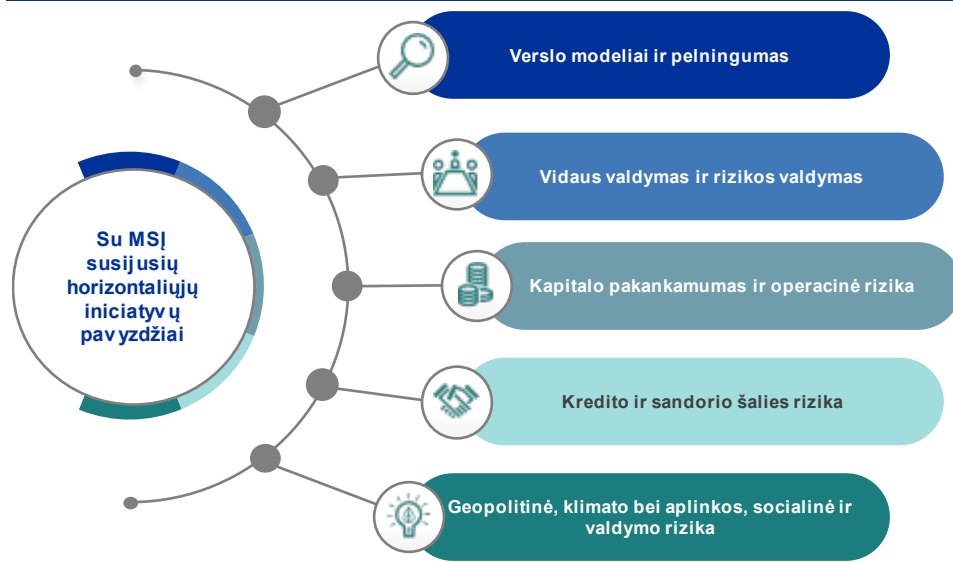 Verslo modeliai ir pelningumas
Vidaus valdymas ir rizikos valdymas
Su MSĮ
susijusių
horizontaliųjų
iniciatyvų
pavyzdžiai
Kapitalo pakankamumas ir operacinė rizika
Kredito ir sandorio šalies rizika
Geopolitinė, klimato bei aplinkos, socialinė ir
valdymo rizika